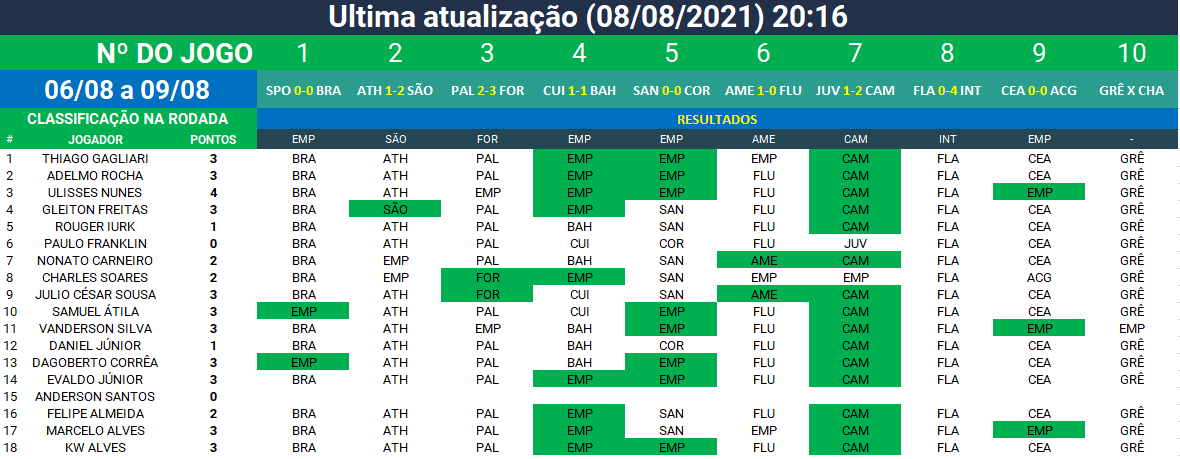 Ultima atualização (08/08/2021) 20:16
Nº DO JOGO 1 2 3 4 5 6 7 8 9 10
06/08 a 09/08 SPO 0-0 BRA ATH 1-2 SÃO PAL 2-3 FOR CUI 1-1 BAH SAN 0-0 COR AME 1-0 FLU JUV 1-2 CAM FLA 0-4 INT CEA 0-0 ACG GRÊ X CHA
CLASSIFICAÇÃO NA RODADA RESULTADOS
# JOGADOR PONTOS EMP SÃO FOR EMP EMP AME CAM INT EMP -
1 THIAGO GAGLIARI 3 BRA ATH PAL EMP EMP EMP CAM FLA CEA GRÊ
2 ADELMO ROCHA 3 BRA ATH PAL EMP EMP FLU CAM FLA CEA GRÊ
3 ULISSES NUNES 4 BRA ATH EMP EMP EMP FLU CAM FLA EMP GRÊ
4 GLEITON FREITAS 3 BRA SÃO PAL EMP SAN FLU CAM FLA CEA GRÊ
5 ROUGER IURK 1 BRA ATH PAL BAH SAN FLU CAM FLA CEA GRÊ
6 PAULO FRANKLIN 0 BRA ATH PAL CUI COR FLU JUV FLA CEA GRÊ
7 NONATO CARNEIRO 2 BRA EMP PAL BAH SAN AME CAM FLA CEA GRÊ
8 CHARLES SOARES 2 BRA EMP FOR EMP SAN EMP EMP FLA ACG GRÊ
9 JULIO CÉSAR SOUSA 3 BRA ATH FOR CUI SAN AME CAM FLA CEA GRÊ
10 SAMUEL ÁTILA 3 EMP ATH PAL CUI EMP FLU CAM FLA CEA GRÊ
11 VANDERSON SILVA 3 BRA ATH EMP BAH EMP FLU CAM FLA EMP EMP
12 DANIEL JÚNIOR 1 BRA ATH PAL BAH COR FLU CAM FLA CEA GRÊ
13 DAGOBERTO CORRÊA 3 EMP ATH PAL BAH EMP FLU CAM FLA CEA GRÊ
14 EVALDO JÚNIOR 3 BRA ATH PAL EMP EMP FLU CAM FLA CEA GRÊ
15 ANDERSON SANTOS 0
16 FELIPE ALMEIDA 2 BRA ATH PAL EMP SAN FLU CAM FLA CEA GRÊ
17 MARCELO ALVES 3 BRA ATH PAL EMP SAN EMP CAM FLA EMP GRÊ
18 KW ALVES 3 BRA ATH PAL EMP EMP FLU CAM FLA CEA GRÊ